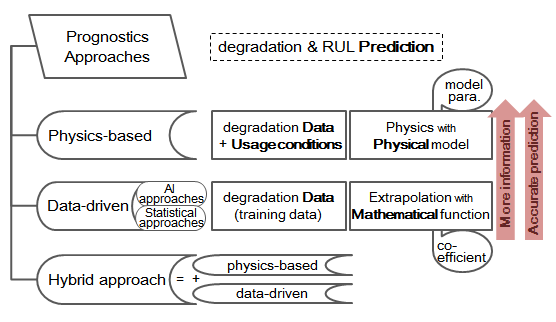 Prognostics
Approaches
degradation & RUL Prediction
model
para.
Physics-based
degradation Data
+ Usage conditions
Physics with
Physical model
More information
Accurate prediction
Data-driven
AI
approaches
Statistical
approaches
degradation Data
(training data)
Extrapolation with
Mathematical function
co-
efficient
Hybrid approach = +
physics-based
data-driven